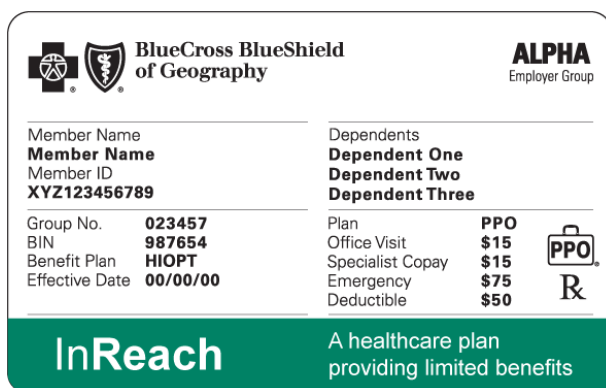 BlueCross BlueShield
of Geography
ALPHA
Employer Group
Member Name
Member Name
Member ID
XYZ123456789
Dependents
Dependent One
Dependent Two
Dependent Three
Group No. 023457
BIN 987654
Benefit Plan HIOPT
Effective Date 00/00/00
Plan PPO
Office Visit $15
Specialist Copay $15
Emergency $75
Deductible $50
PPO
Rx
InReach
A healthcare plan
providing limited benefits